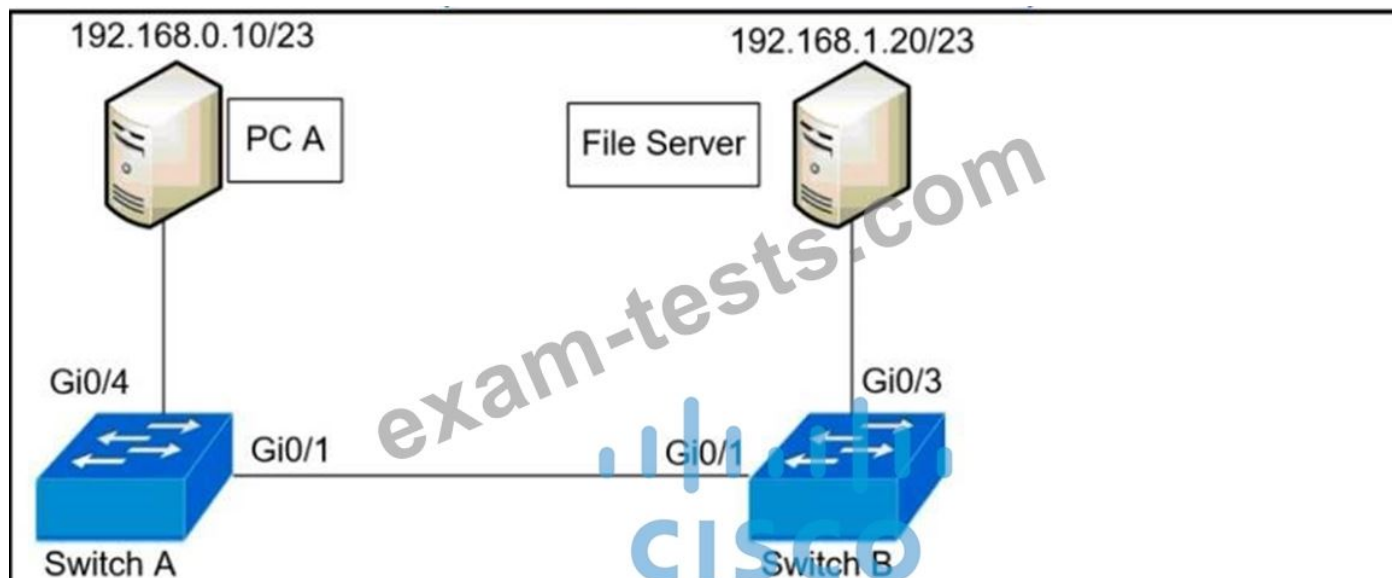 192.168.0.10/23
192.168.1.20/23
PC A
File Server
exam-tests.com
Gi0/4
Gi0/3
Gi0/1
Gi0/1
CISCO
Switch A
Switch B